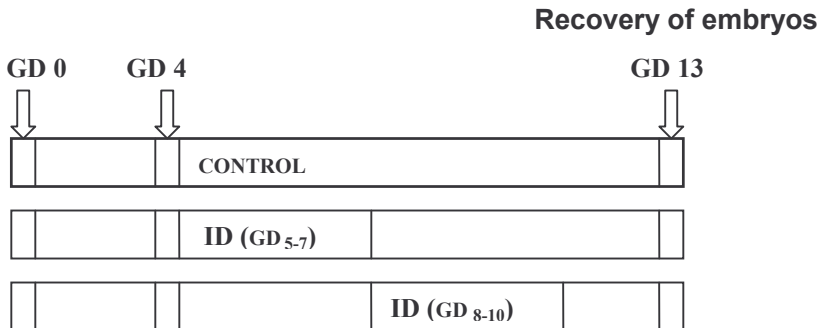 Recovery of embryos
GD 0 GD 4 GD 13
CONTROL
ID (GD 5-7)
ID (GD 8-10)